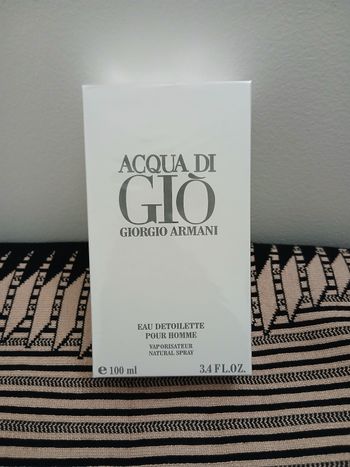 ACQUA DI
GIÒ
GIORGIO ARMANI
EAU DETOILETTE
POUR HOMME
VAPORISATEUR
NATURAL SPRAY
e 100 ml 3.4 FL.OZ.